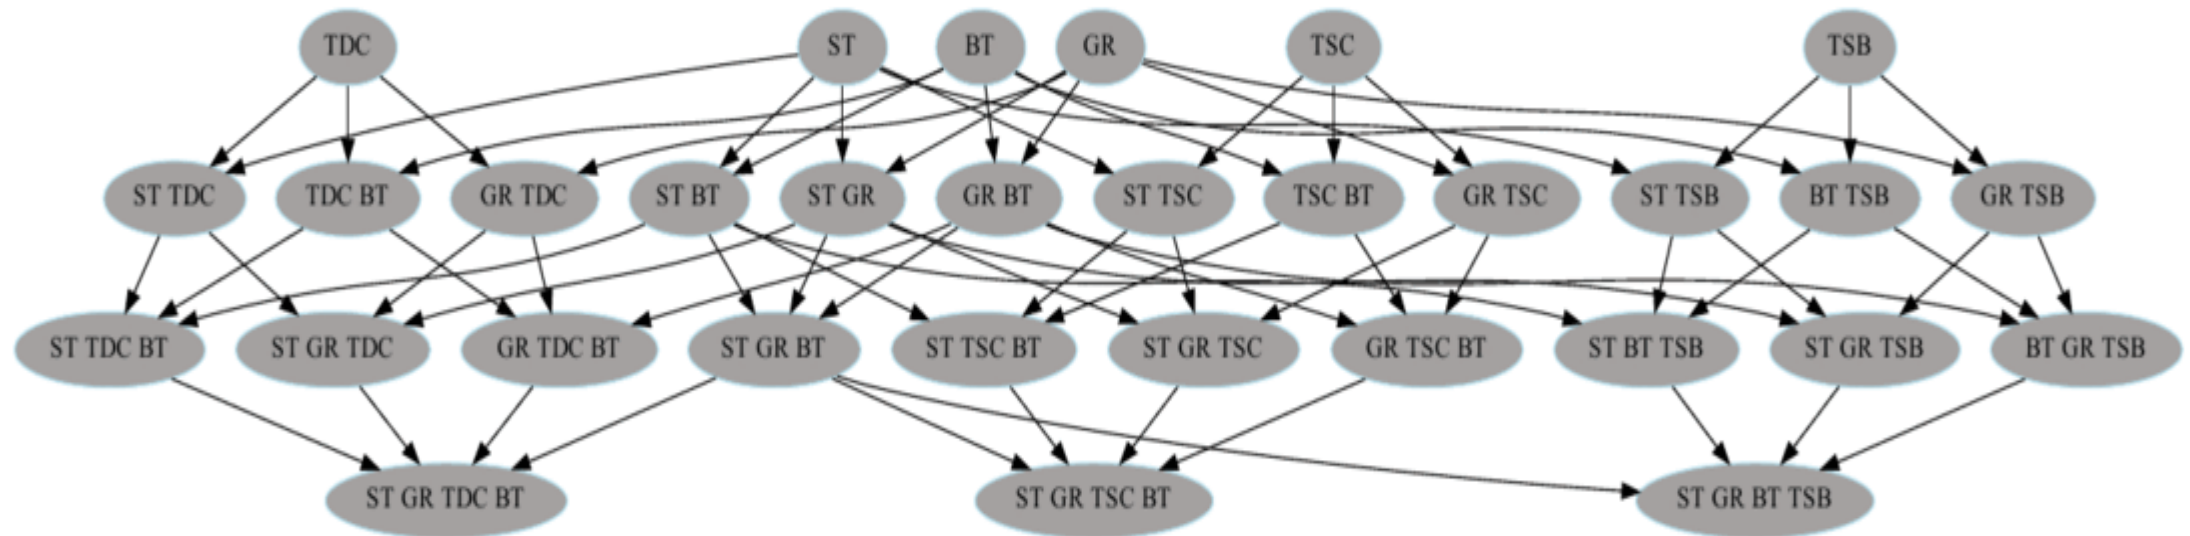 TDC
ST
BT
GR
TSC
TSB
ST TDC
TDC BT
GR TDC
ST BT
ST GR
GR BT
ST TSC
TSC BT
GR TSC
ST TSB
BT TSB
GR TSB
ST TDC BT
ST GR TDC
GR TDC BT
ST GR BT
ST TSC BT
ST GR TSC
GR TSC BT
ST BT TSB
ST GR TSB
BT GR TSB
ST GR TDC BT
ST GR TSC BT
ST GR BT TSB